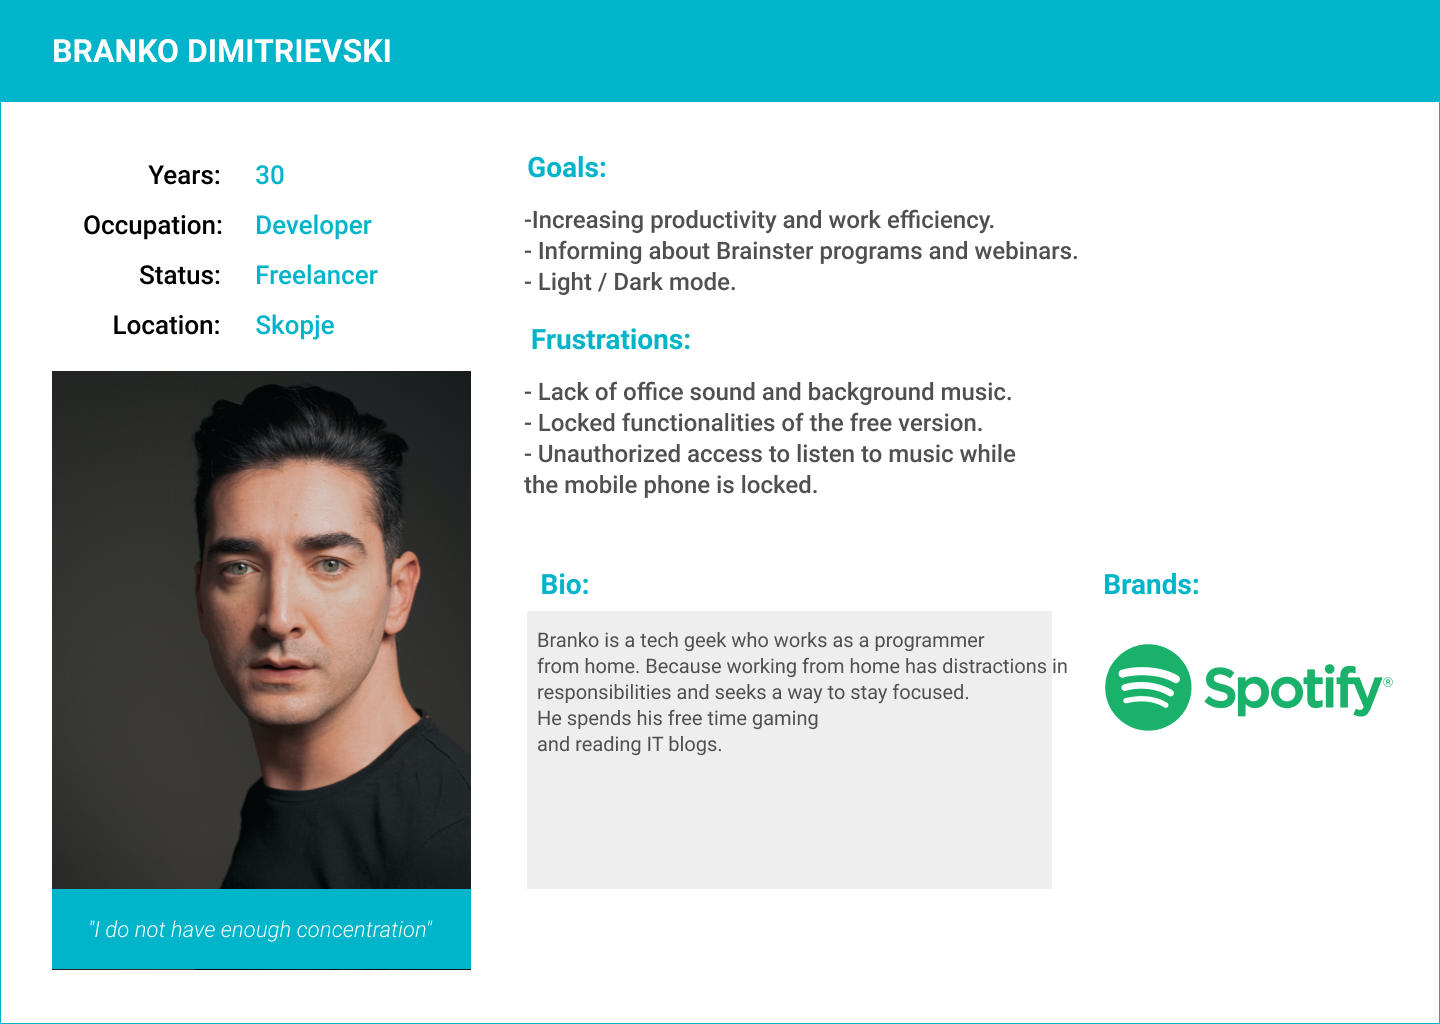 BRANKO DIMITRIEVSKI
Years: 30
Occupation: Developer
Status: Freelancer
Location: Skopje
"I do not have enough concentration"
Goals:
-Increasing productivity and work efficiency.
- Informing about Brainster programs and webinars.
- Light / Dark mode.
Frustrations:
- Lack of office sound and background music.
- Locked functionalities of the free version.
- Unauthorized access to listen to music while
the mobile phone is locked.
Bio:
Branko is a tech geek who works as a programmer
from home. Because working from home has distractions in
responsibilities and seeks a way to stay focused.
He spends his free time gaming
and reading IT blogs.
Brands:
Spotify®